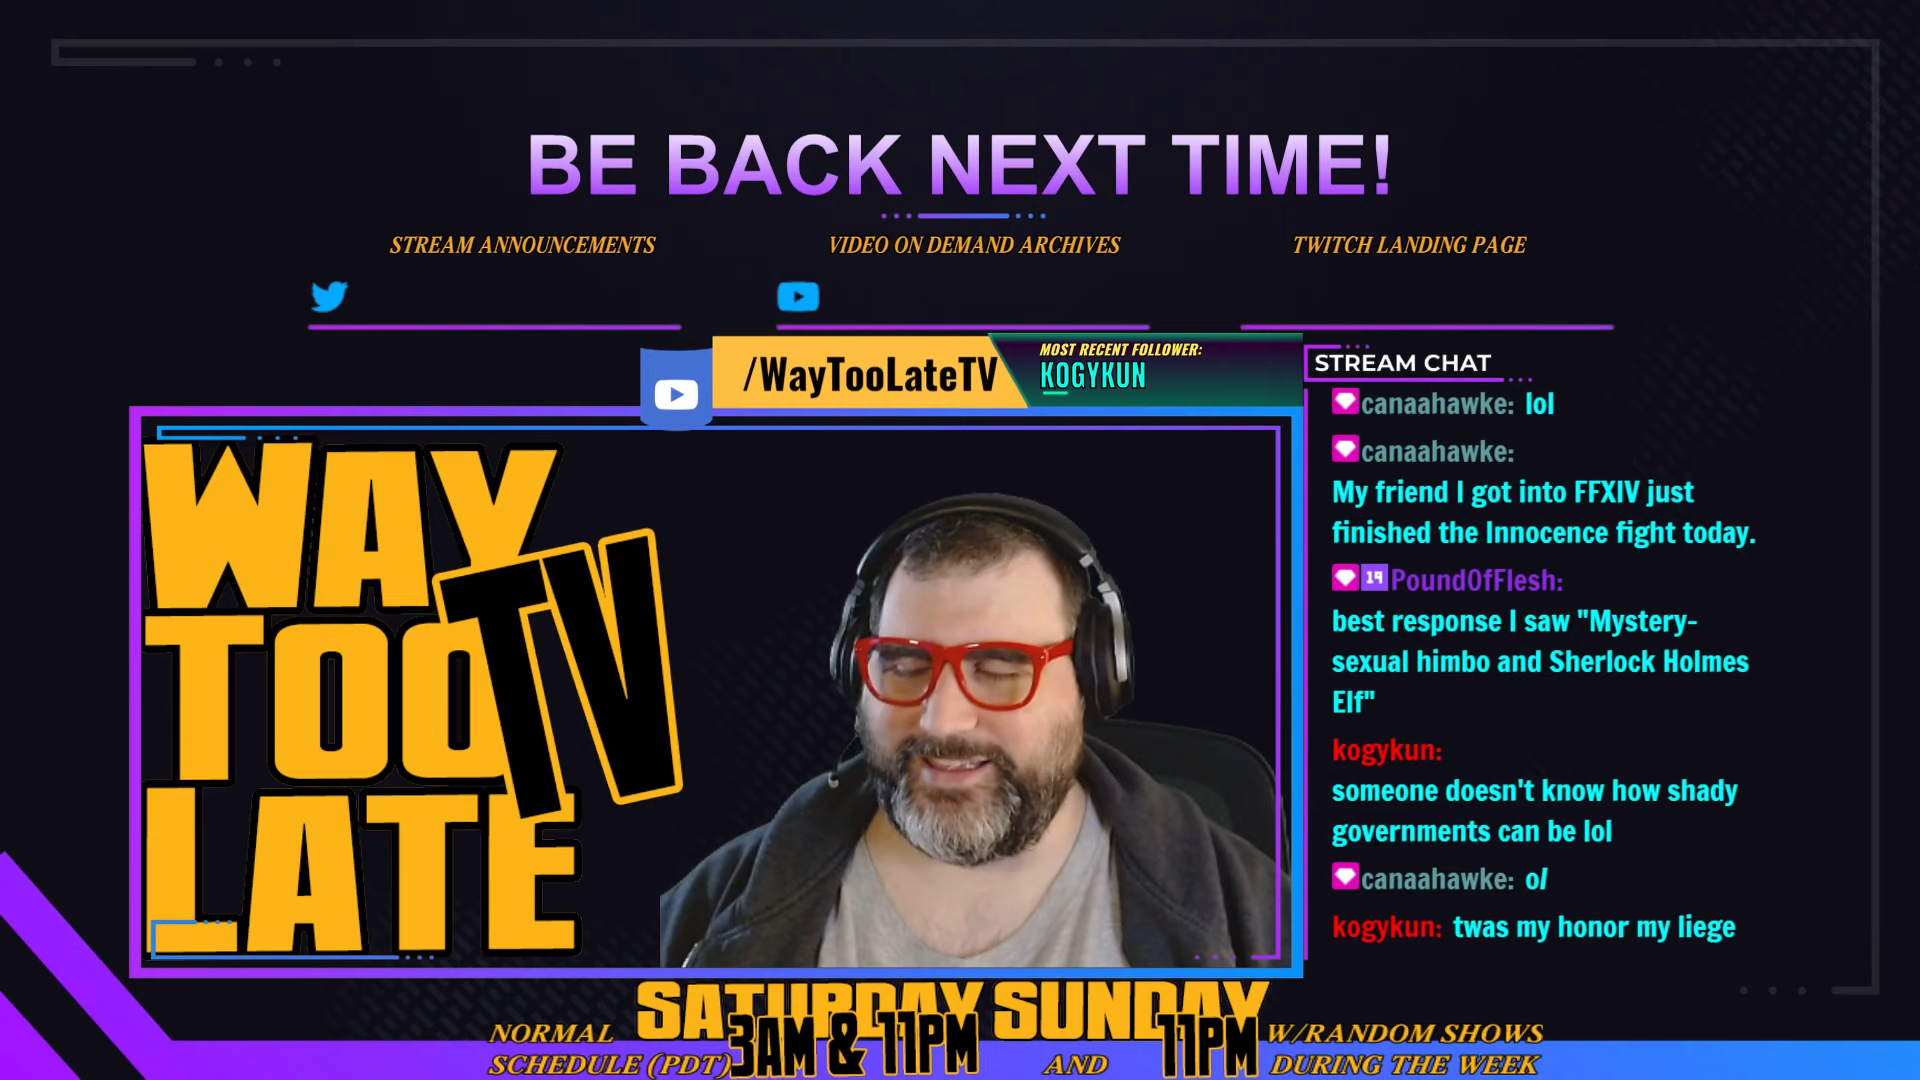 BE BACK NEXT TIME!
STREAM ANNOUNCEMENTS
VIDEO ON DEMAND ARCHIVES
TWITCH LANDING PAGE
/WayTooLateTV
MOST RECENT FOLLOWER:
KOGYKUN
STREAM CHAT
canaahawke: lol
canaahawke:
My friend I got into FFXIV just
finished the Innocence fight today.
19 PoundOfFlesh:
best response I saw "Mystery-
sexual himbo and Sherlock Holmes
Elf"
kogykun:
someone doesn't know how shady
governments can be lol
canaahawke: o/
kogykun: twas my honor my liege
WAY
TOO
LATE
TV
NORMAL
SCHEDULE (PDT)
SATURDAY
3AM & 11PM
AND
SUNDAY
11PM
W/RANDOM SHOWS
DURING THE WEEK